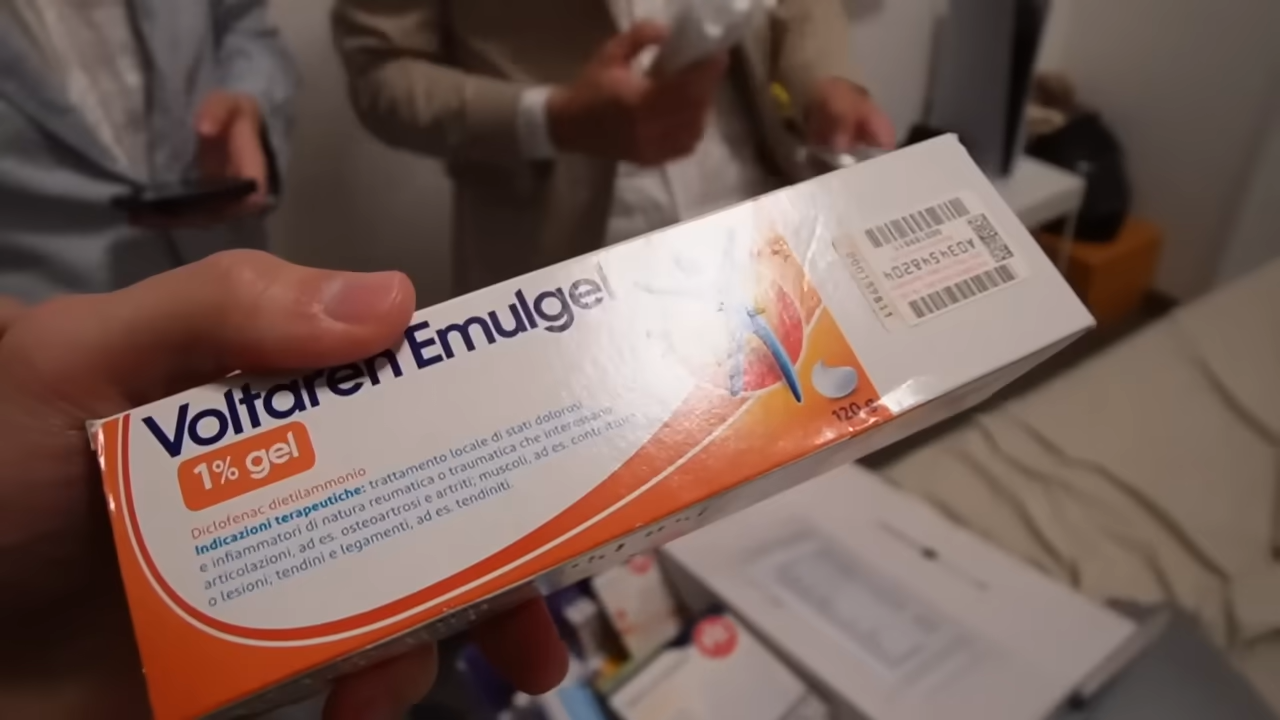 Voltaren Emulgel
1% gel
Diclofenac dietilammonio
Indicazioni terapeutiche: trattamento locale di stati dolorosi
e infiammatori di natura reumatica o traumatica che interessano
articolazioni, ad es. osteoartrosi e artriti; muscoli, ad es. contratture
o lesioni; tendini e legamenti, ad es. tendiniti.
120 g
A034548204